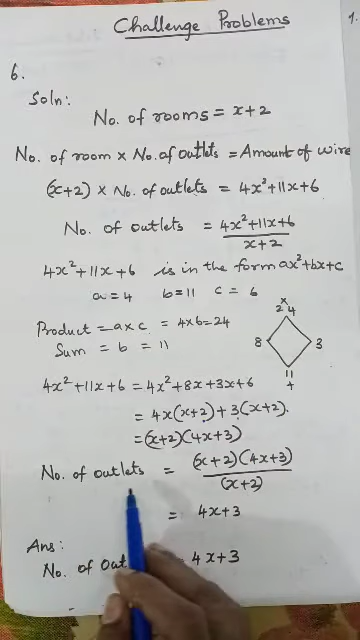 Challenge Problems
1.
6.
Soln:
No. of rooms = x+2
No. of room × No. of outlets = Amount of wire
(x+2) × No. of outlets = 4x²+11x+6
No. of outlets = 4x²+11x+6
x+2
4x²+11x+6 is in the form ax²+bx+c
a=4 b=11 c=6
Product = a×c = 4×6=24
Sum = b = 11
×
24
8 3
11
+
4x²+11x+6 = 4x²+8x+3x+6
= 4x(x+2)+3(x+2).
= (x+2)(4x+3)
No. of outlets = (x+2)(4x+3)
(x+2)
= 4x+3
Ans:
No. of Out = 4x+3